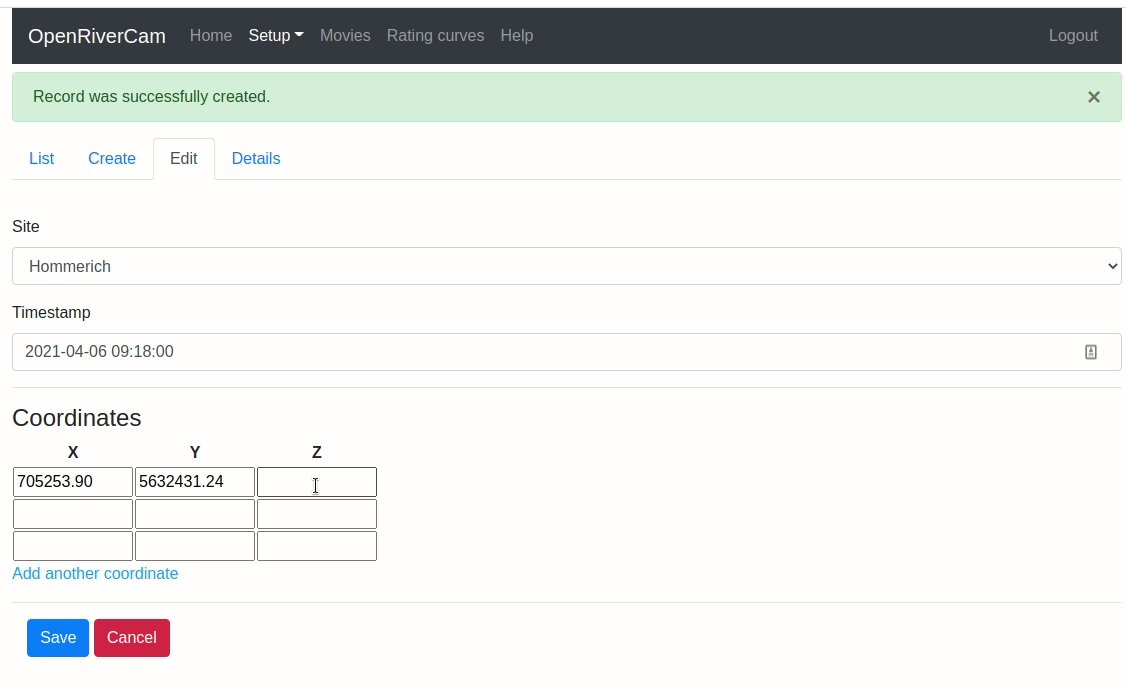 OpenRiverCam Home Setup Movies Rating curves Help Logout
Record was successfully created. ×
List Create Edit Details
Site
Hommerich
Timestamp
2021-04-06 09:18:00
Coordinates
X Y Z
705253.90 5632431.24
Add another coordinate
Save Cancel